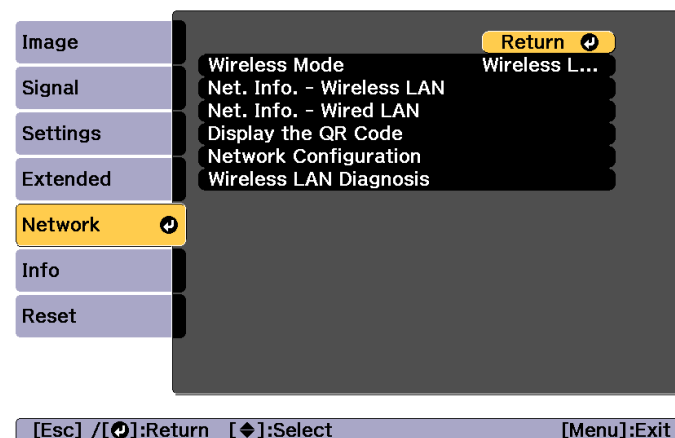 Image
Signal
Settings
Extended
Network
Info
Reset
Return
Wireless Mode Wireless L...
Net. Info. - Wireless LAN
Net. Info. - Wired LAN
Display the QR Code
Network Configuration
Wireless LAN Diagnosis
[Esc] /[⏎]:Return [◆]:Select [Menu]:Exit